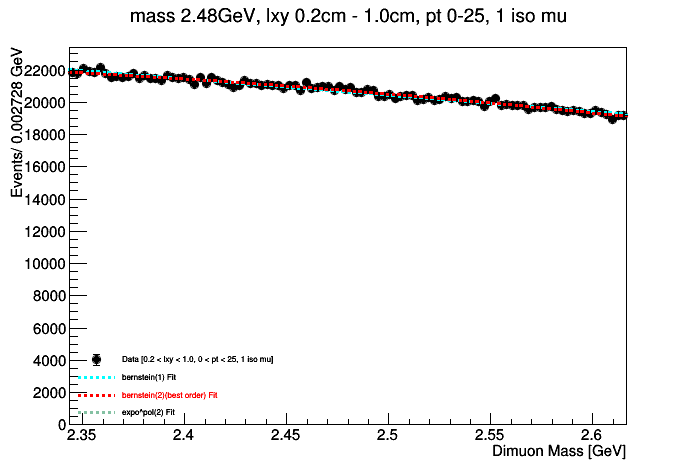 mass 2.48GeV, lxy 0.2cm - 1.0cm, pt 0-25, 1 iso mu
Events/ 0.002728 GeV
22000
20000
18000
16000
14000
12000
10000
8000
6000
4000
2000
0
Data [0.2 < lxy < 1.0, 0 < pt < 25, 1 iso mu]
bernstein(1) Fit
bernstein(2)(best order) Fit
expo^pol(2) Fit
2.35 2.4 2.45 2.5 2.55 2.6
Dimuon Mass [GeV]